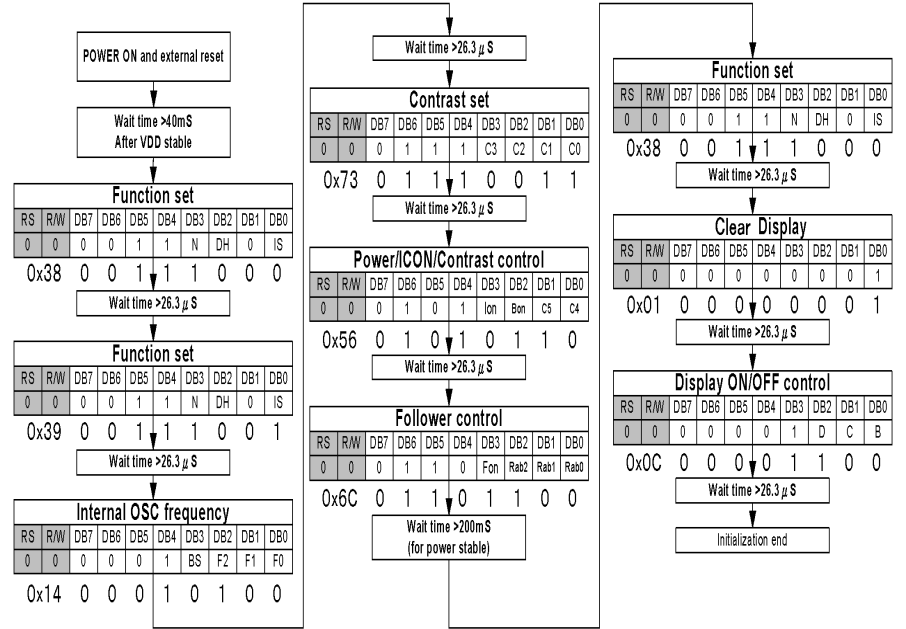 POWER ON and external reset
Wait time >40mS
After VDD stable
Function set
RS R/W DB7 DB6 DB5 DB4 DB3 DB2 DB1 DB0
0 0 0 0 1 1 N DH 0 IS
0x38 0 0 1 1 1 0 0 0
Wait time >26.3 μS
Function set
RS R/W DB7 DB6 DB5 DB4 DB3 DB2 DB1 DB0
0 0 0 0 1 1 N DH 0 IS
0x39 0 0 1 1 1 0 0 1
Wait time >26.3 μS
Internal OSC frequency
RS R/W DB7 DB6 DB5 DB4 DB3 DB2 DB1 DB0
0 0 0 0 0 1 BS F2 F1 F0
0x14 0 0 0 1 0 1 0 0
Wait time >26.3 μS
Contrast set
RS R/W DB7 DB6 DB5 DB4 DB3 DB2 DB1 DB0
0 0 0 1 1 1 C3 C2 C1 C0
0x73 0 1 1 1 0 0 1 1
Wait time >26.3 μS
Power/ICON/Contrast control
RS R/W DB7 DB6 DB5 DB4 DB3 DB2 DB1 DB0
0 0 0 1 0 1 Ion Bon C5 C4
0x56 0 1 0 1 0 1 1 0
Wait time >26.3 μS
Follower control
RS R/W DB7 DB6 DB5 DB4 DB3 DB2 DB1 DB0
0 0 0 1 1 0 Fon Rab2 Rab1 Rab0
0x6C 0 1 1 0 1 1 0 0
Wait time >200mS
(for power stable)
Function set
RS R/W DB7 DB6 DB5 DB4 DB3 DB2 DB1 DB0
0 0 0 0 1 1 N DH 0 IS
0x38 0 0 1 1 1 0 0 0
Wait time >26.3 μS
Clear Display
RS R/W DB7 DB6 DB5 DB4 DB3 DB2 DB1 DB0
0 0 0 0 0 0 0 0 0 1
0x01 0 0 0 0 0 0 0 1
Wait time >26.3 μS
Display ON/OFF control
RS R/W DB7 DB6 DB5 DB4 DB3 DB2 DB1 DB0
0 0 0 0 0 0 1 D C B
0x0C 0 0 0 0 1 1 0 0
Wait time >26.3 μS
Initialization end